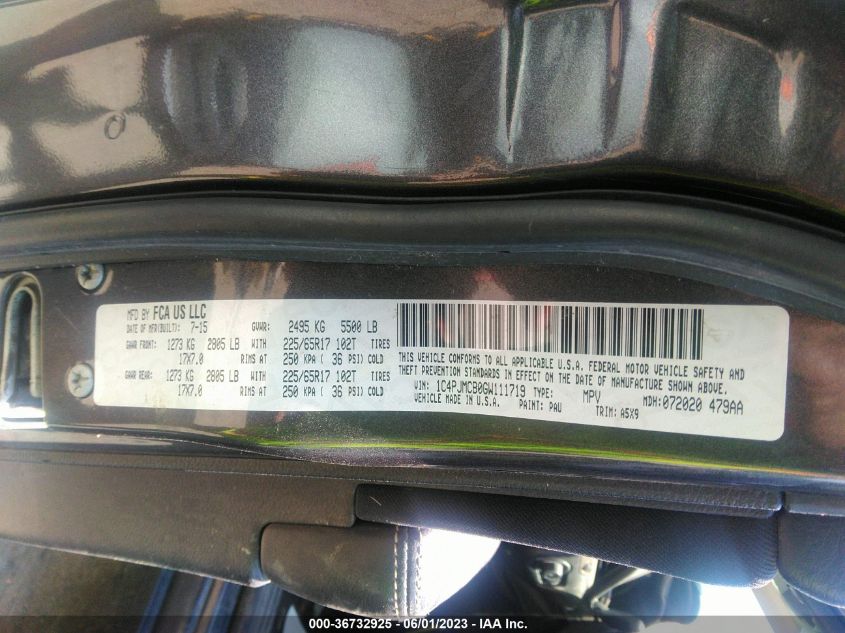 MFD BY FCA US LLC
DATE OF MFR(BUILT): 7-15 GVWR: 2495 KG 5500 LB
GAWR FRONT: 1273 KG 2805 LB WITH 225/65R17 102T TIRES
17X7.0 RIMS AT 250 KPA ( 36 PSI) COLD
GAWR REAR: 1273 KG 2805 LB WITH 225/65R17 102T TIRES
17X7.0 RIMS AT 250 KPA ( 36 PSI) COLD
THIS VEHICLE CONFORMS TO ALL APPLICABLE U.S.A. FEDERAL MOTOR VEHICLE SAFETY AND
THEFT PREVENTION STANDARDS IN EFFECT ON THE DATE OF MANUFACTURE SHOWN ABOVE.
VIN: 1C4PJMCB0GW111719 TYPE: MPV MDH: 072020 479AA
VEHICLE MADE IN U.S.A. PAINT: PAU TRIM: A5X9
000-36732925 - 06/01/2023 - IAA Inc.